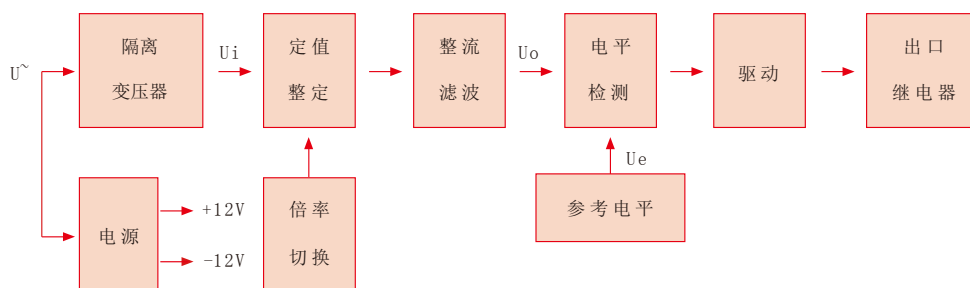 U~
隔离
变压器
Ui
定值
整定
整流
滤波
Uo
电平
检测
驱动
出口
继电器
Ue
参考电平
电源
+12V
-12V
倍率
切换